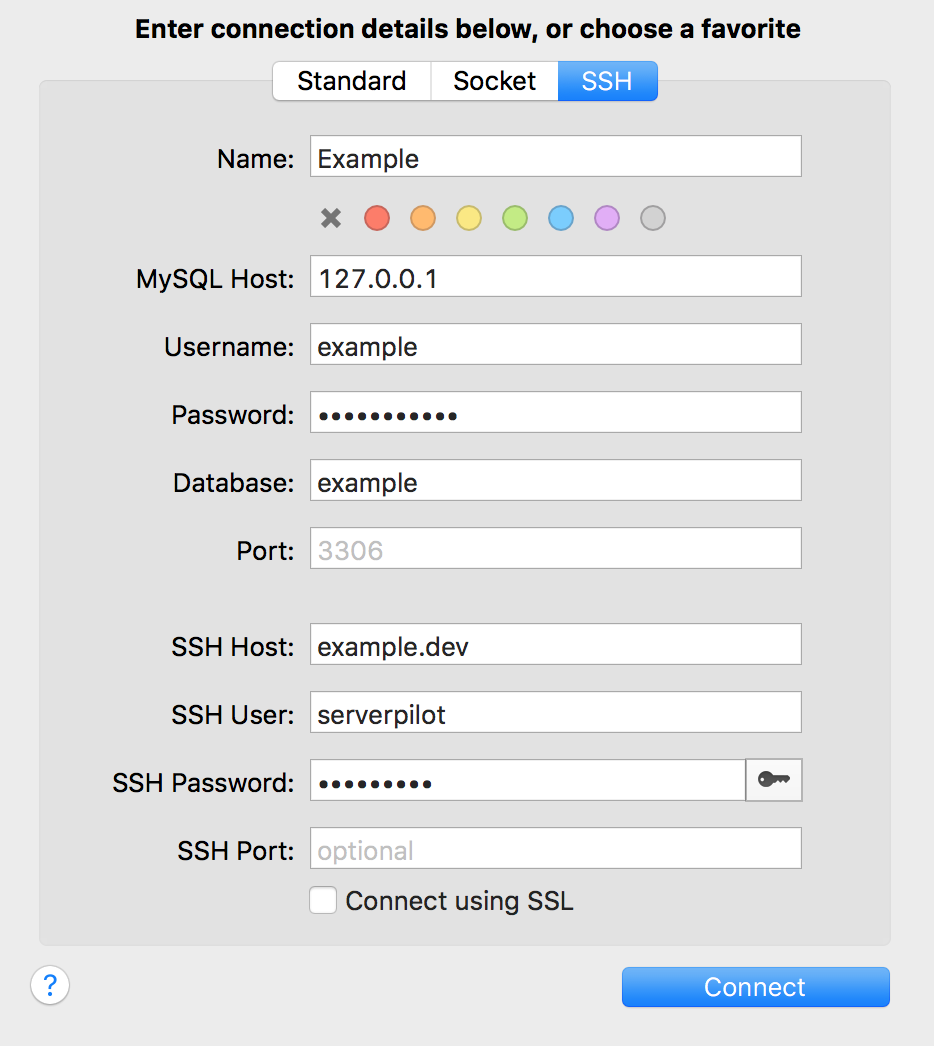 Enter connection details below, or choose a favorite
Standard Socket SSH
Name: Example
MySQL Host: 127.0.0.1
Username: example
Password: •••••••••••
Database: example
Port: 3306
SSH Host: example.dev
SSH User: serverpilot
SSH Password: •••••••••
SSH Port: optional
Connect using SSL
? Connect